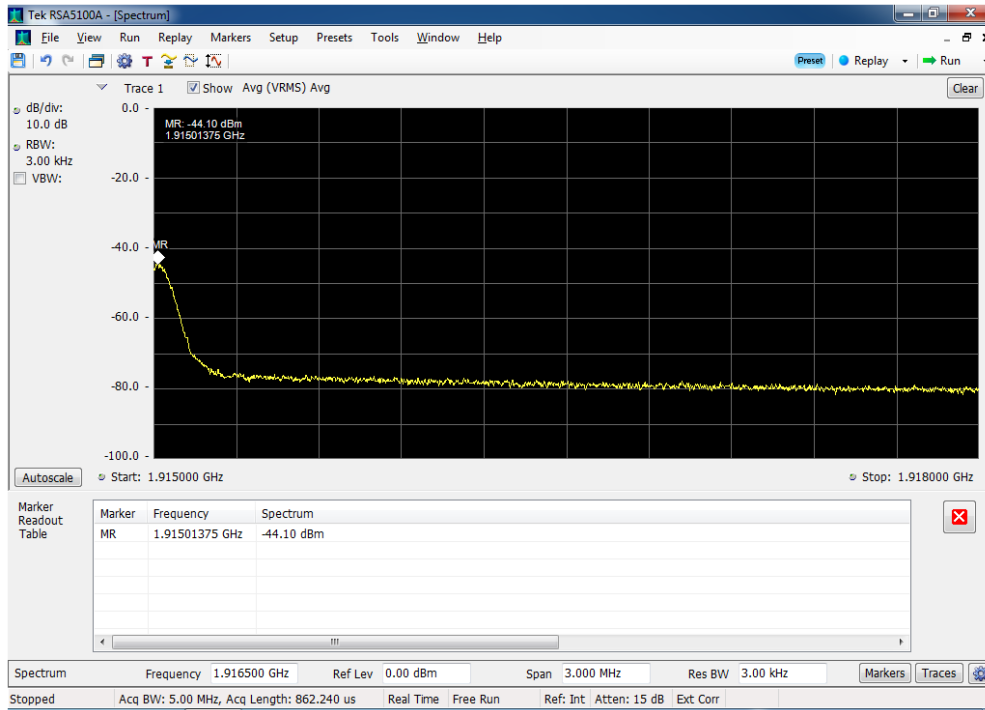 Tek RSA5100A - [Spectrum]
File View Run Replay Markers Setup Presets Tools Window Help
Preset Replay Run
Trace 1 Show Avg (VRMS) Avg Clear
dB/div:
10.0 dB
RBW:
3.00 kHz
VBW:
0.0
MR: -44.10 dBm
1.91501375 GHz
-20.0
-40.0
MR
-60.0
-80.0
-100.0
Autoscale Start: 1.915000 GHz Stop: 1.918000 GHz
Marker
Readout
Table
Marker Frequency Spectrum
MR 1.91501375 GHz -44.10 dBm
Spectrum Frequency 1.916500 GHz Ref Lev 0.00 dBm Span 3.000 MHz Res BW 3.00 kHz Markers Traces
Stopped Acq BW: 5.00 MHz, Acq Length: 862.240 us Real Time Free Run Ref: Int Atten: 15 dB Ext Corr